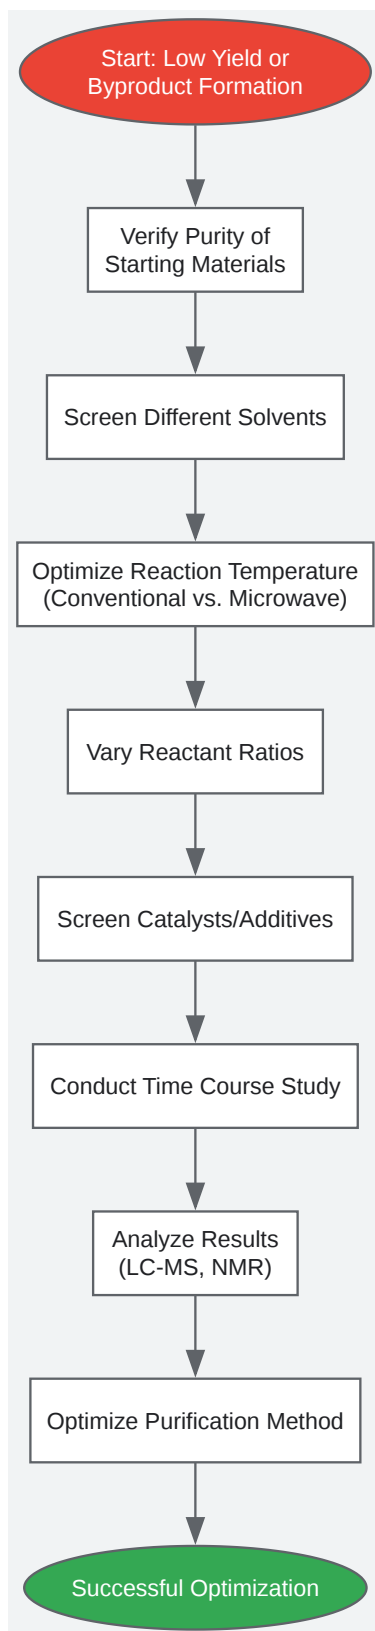 Start: Low Yield or
Byproduct Formation
Verify Purity of
Starting Materials
Screen Different Solvents
Optimize Reaction Temperature
(Conventional vs. Microwave)
Vary Reactant Ratios
Screen Catalysts/Additives
Conduct Time Course Study
Analyze Results
(LC-MS, NMR)
Optimize Purification Method
Successful Optimization